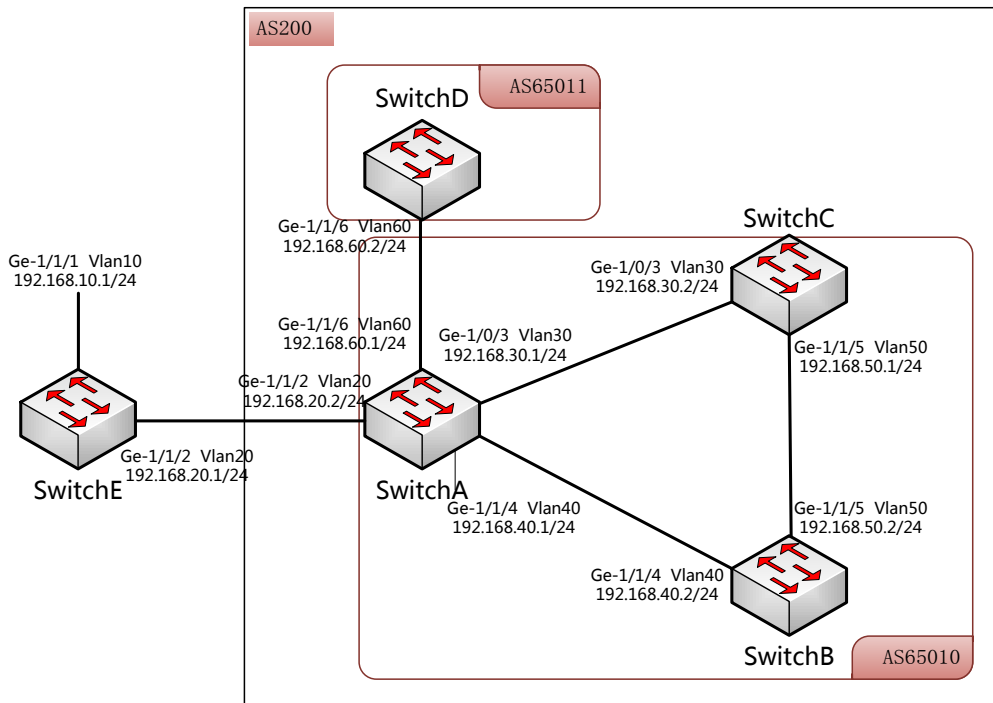 AS200
AS65011
SwitchD
Ge-1/1/6 Vlan60
192.168.60.2/24
SwitchC
Ge-1/1/1 Vlan10
192.168.10.1/24
Ge-1/0/3 Vlan30
192.168.30.2/24
Ge-1/1/6 Vlan60
192.168.60.1/24
Ge-1/0/3 Vlan30
192.168.30.1/24
Ge-1/1/5 Vlan50
192.168.50.1/24
Ge-1/1/2 Vlan20
192.168.20.2/24
Ge-1/1/2 Vlan20
192.168.20.1/24
SwitchE
SwitchA
Ge-1/1/4 Vlan40
192.168.40.1/24
Ge-1/1/5 Vlan50
192.168.50.2/24
Ge-1/1/4 Vlan40
192.168.40.2/24
SwitchB
AS65010